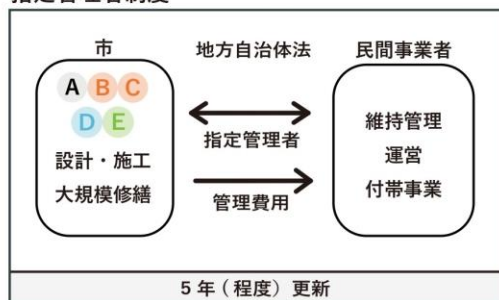 指定管理者制度
市
地方自治体法
民間事業者
A B C
D E
設計・施工
大規模修繕
指定管理者
管理費用
維持管理
運営
付帯事業
5 年 ( 程度 ) 更新